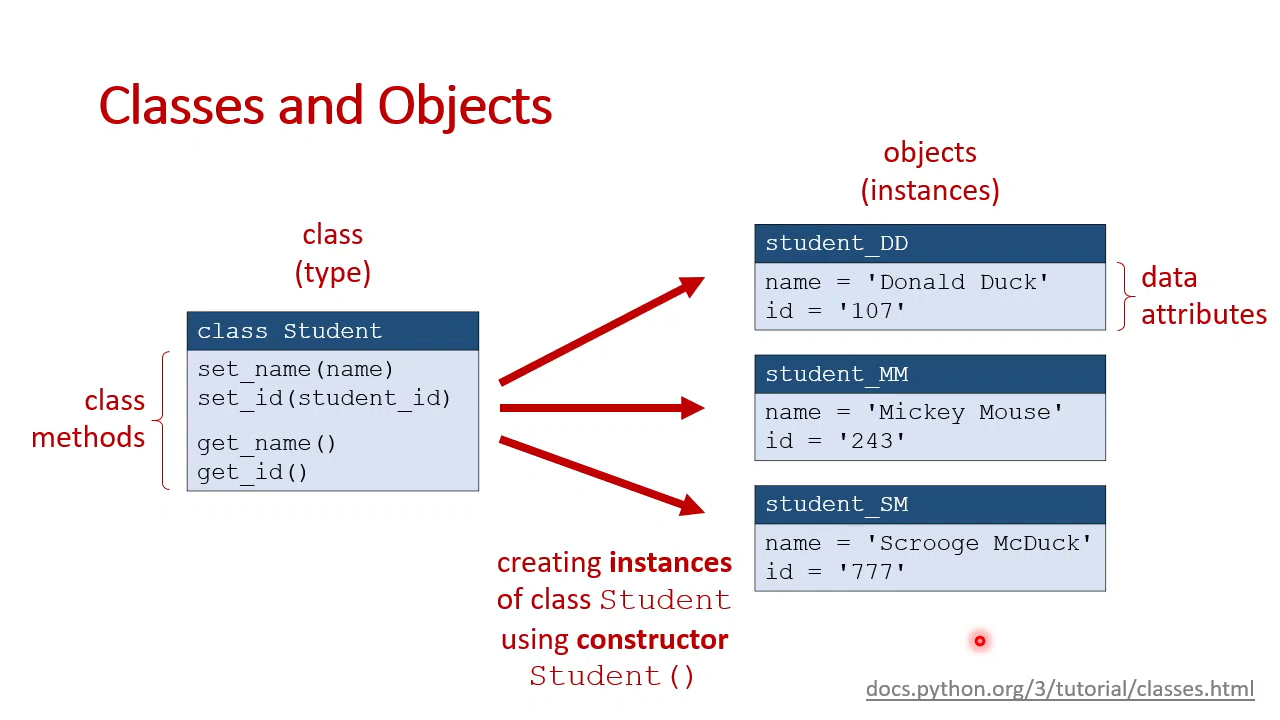 Classes and Objects
class
(type)
class Student
set_name(name)
set_id(student_id)
get_name()
get_id()
class
methods
creating instances
of class Student
using constructor
Student()
objects
(instances)
student_DD
name = 'Donald Duck'
id = '107'
data
attributes
student_MM
name = 'Mickey Mouse'
id = '243'
student_SM
name = 'Scrooge McDuck'
id = '777'
docs.python.org/3/tutorial/classes.html